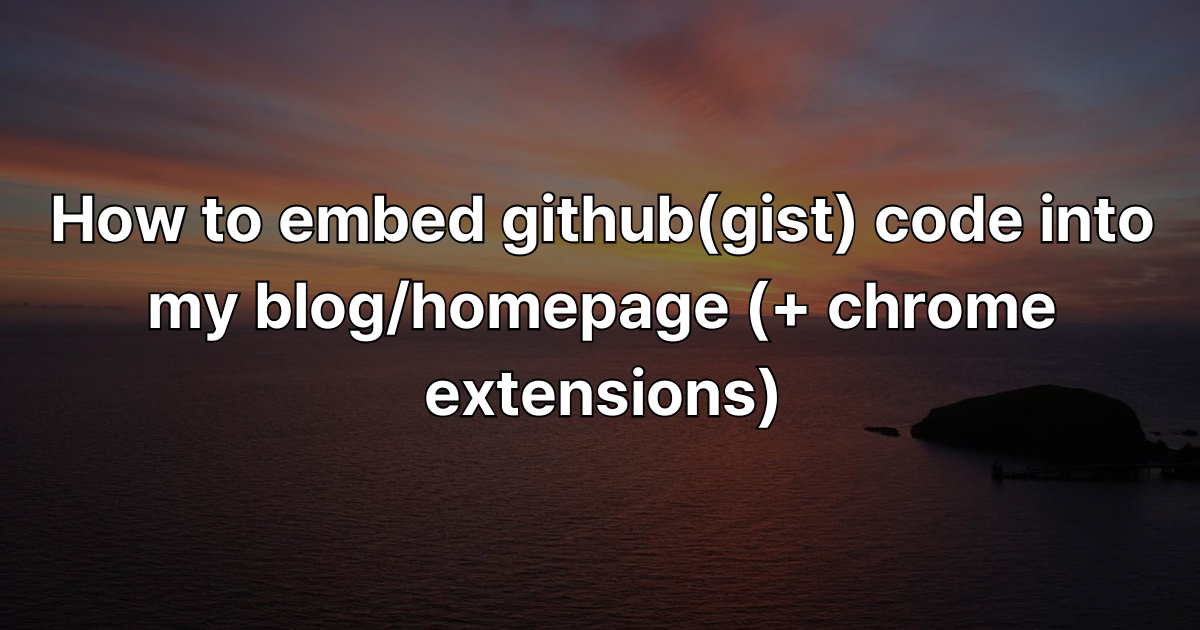 How to embed github(gist) code into
my blog/homepage (+ chrome
extensions)